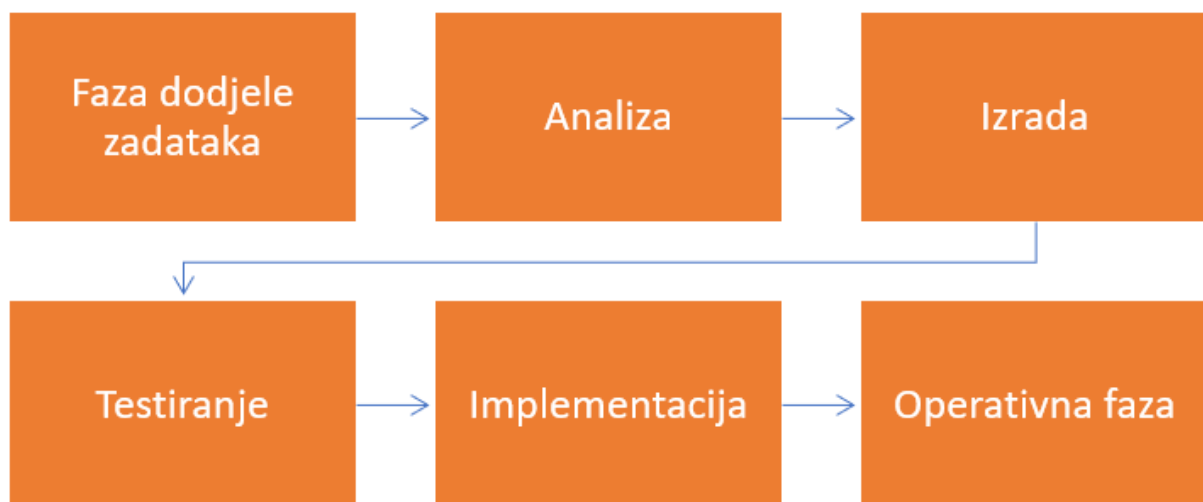 Faza dodjele
zadataka
Analiza
Izrada
Testiranje
Implementacija
Operativna faza